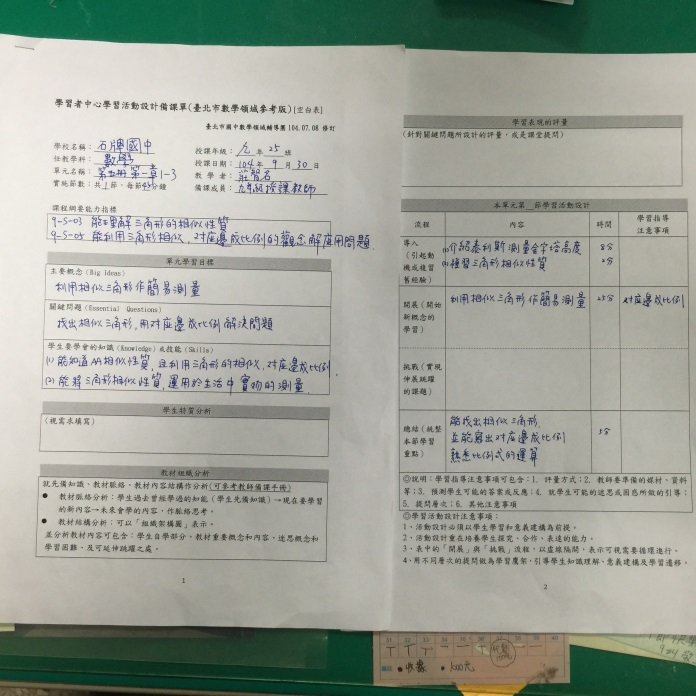 學習者中心學習活動設計備課單(臺北市數學領域參考版)[空白表]
臺北市國中數學領域輔導團104.07.08 修訂
學校名稱：石牌國中
授課年級：九年25班
任教學科：數學
授課日期：104年9月30日
單元名稱：第五冊第一章1-3
教學者：莊智名
實施節數：共1節，每節45分鐘
備課成員：九年級授課教師
課程綱要能力指標
9-S-03 能理解三角形的相似性質
9-S-05 能利用三角形相似，對應邊成比例的觀念，解應用問題
單元學習目標
主要概念(Big Ideas)
利用相似三角形作簡易測量
關鍵問題(Essential Questions)
找出相似三角形，用對應邊成比例解決問題
學生要學會的知識(Knowledge)或技能(Skills)
(1) 能知道AA相似性質，且利用三角形的相似，對應邊成比例
(2) 能將三角形相似性質，運用於生活中實物的測量
學生特質分析
(視需求填寫)
教材組織分析
就先備知識、教材脈絡、教材內容結構作分析(可參考教師備課手冊)
● 教材脈絡分析：學生過去曾經學過的知能(學生先備知識)→現在要學習
的新內容→未來會學的內容，作脈絡思考。
● 教材結構分析：可以「組織架構圖」表示。
並分析教材內容可包含：學生自學部分、教材重要概念和內容、迷思概念和
學習困難、及可延伸跳躍之處。
1
學習表現的評量
(針對關鍵問題所設計的評量，或是課堂提問)
本單元第_節學習活動設計
流程
內容
時間
學習指導
注意事項
導入
(引起動
機或複習
舊經驗)
(1)介紹泰利斯測量金字塔高度
8分
(2)複習三角形相似性質
2分
開展(開始
新概念的
學習)
利用相似三角形作簡易測量
25分
對應邊成比例
挑戰(實現
伸展跳躍
的課題)
總結(統整
本節學習
重點)
能找出相似三角形
並能寫出對應邊成比例
熟悉比例式的運算
5分
◎說明：學習指導注意事項可包含：1. 評量方式；2. 教師要準備的媒材、資料
等；3. 預測學生可能的答案或反應；4. 就學生可能的迷思或困惑所做的引導；
5. 提問層次；6. 其他注意事項
◎學習活動設計注意事項：
1、活動設計必須以學生學習和意義建構為前提。
2、活動設計重在培養學生探究、合作、表達的能力。
3、表中的「開展」與「挑戰」流程，以虛線隔開，表示可視需要循環進行。
4、用不同層次的提問做為學習鷹架，引導學生知識理解、意義建構及學習遷移。
2
收據
1000元